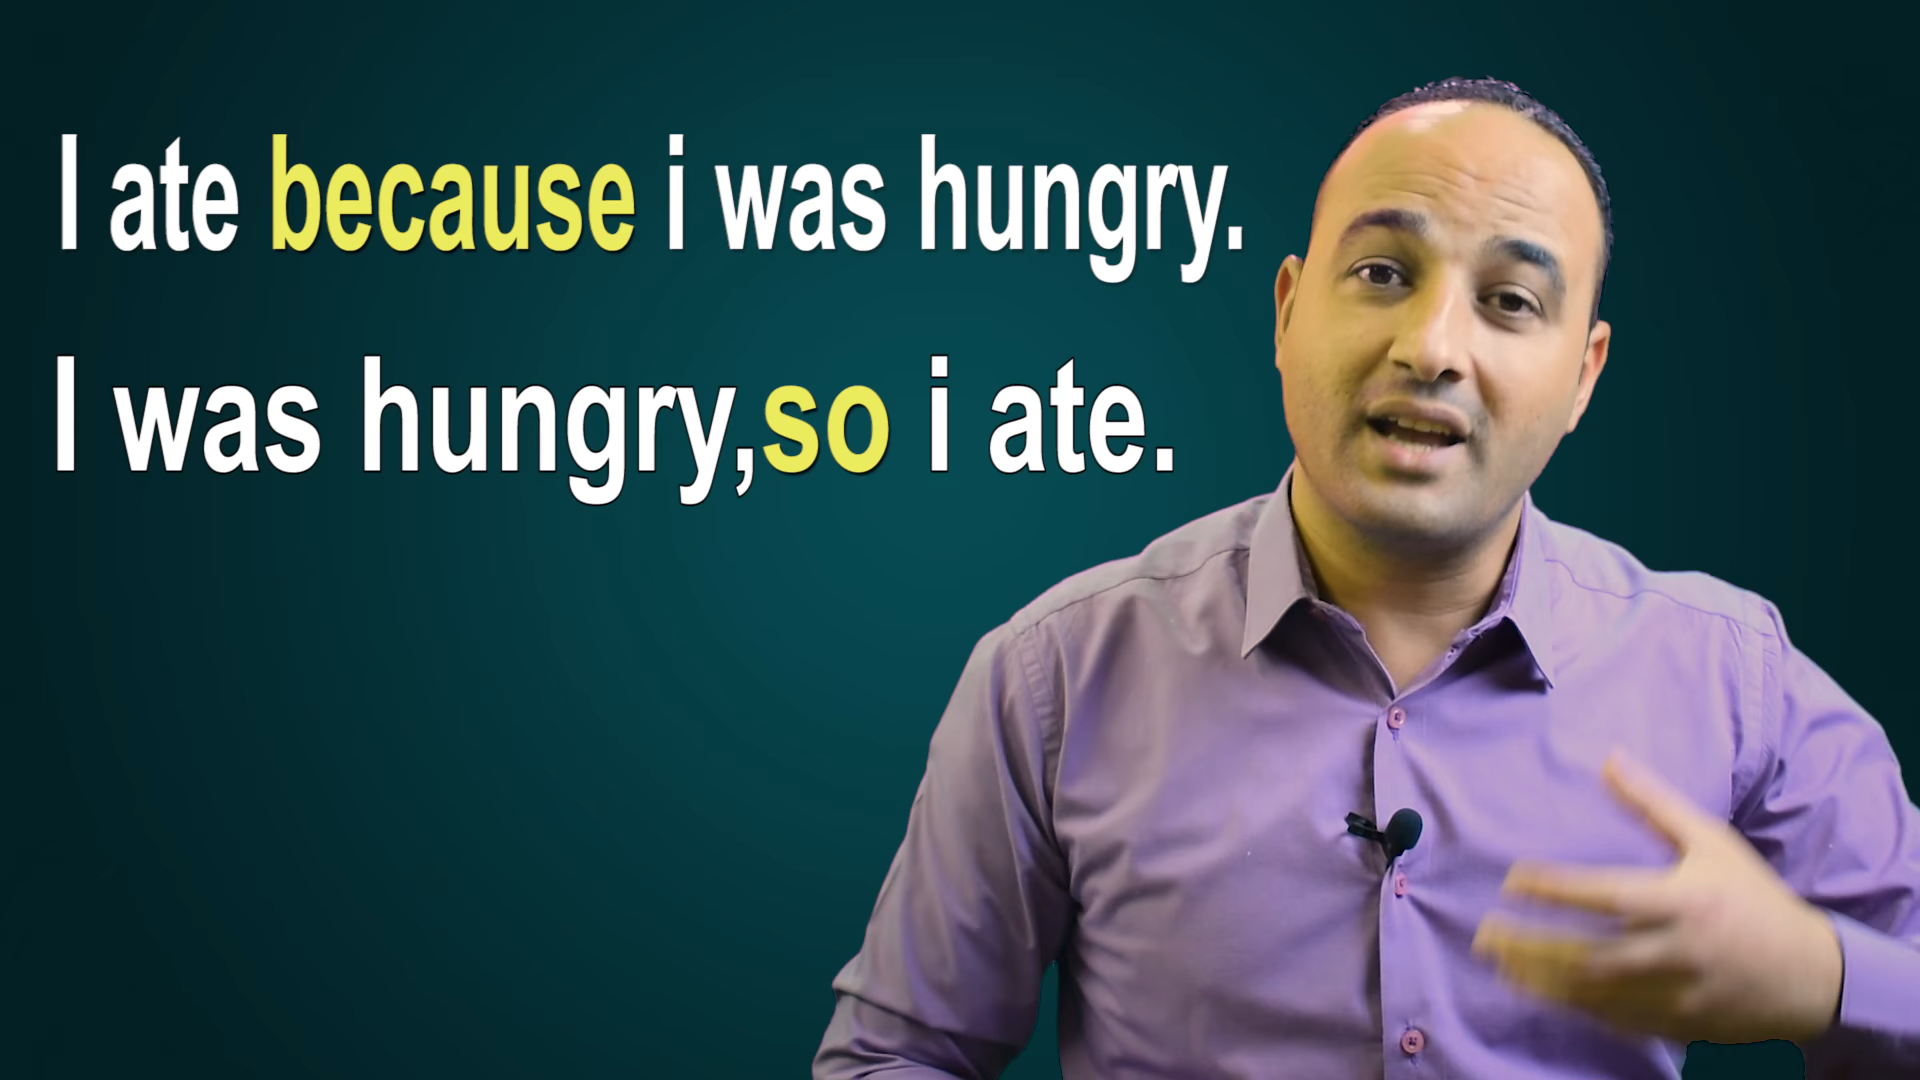 I ate because i was hungry.
I was hungry,so i ate.